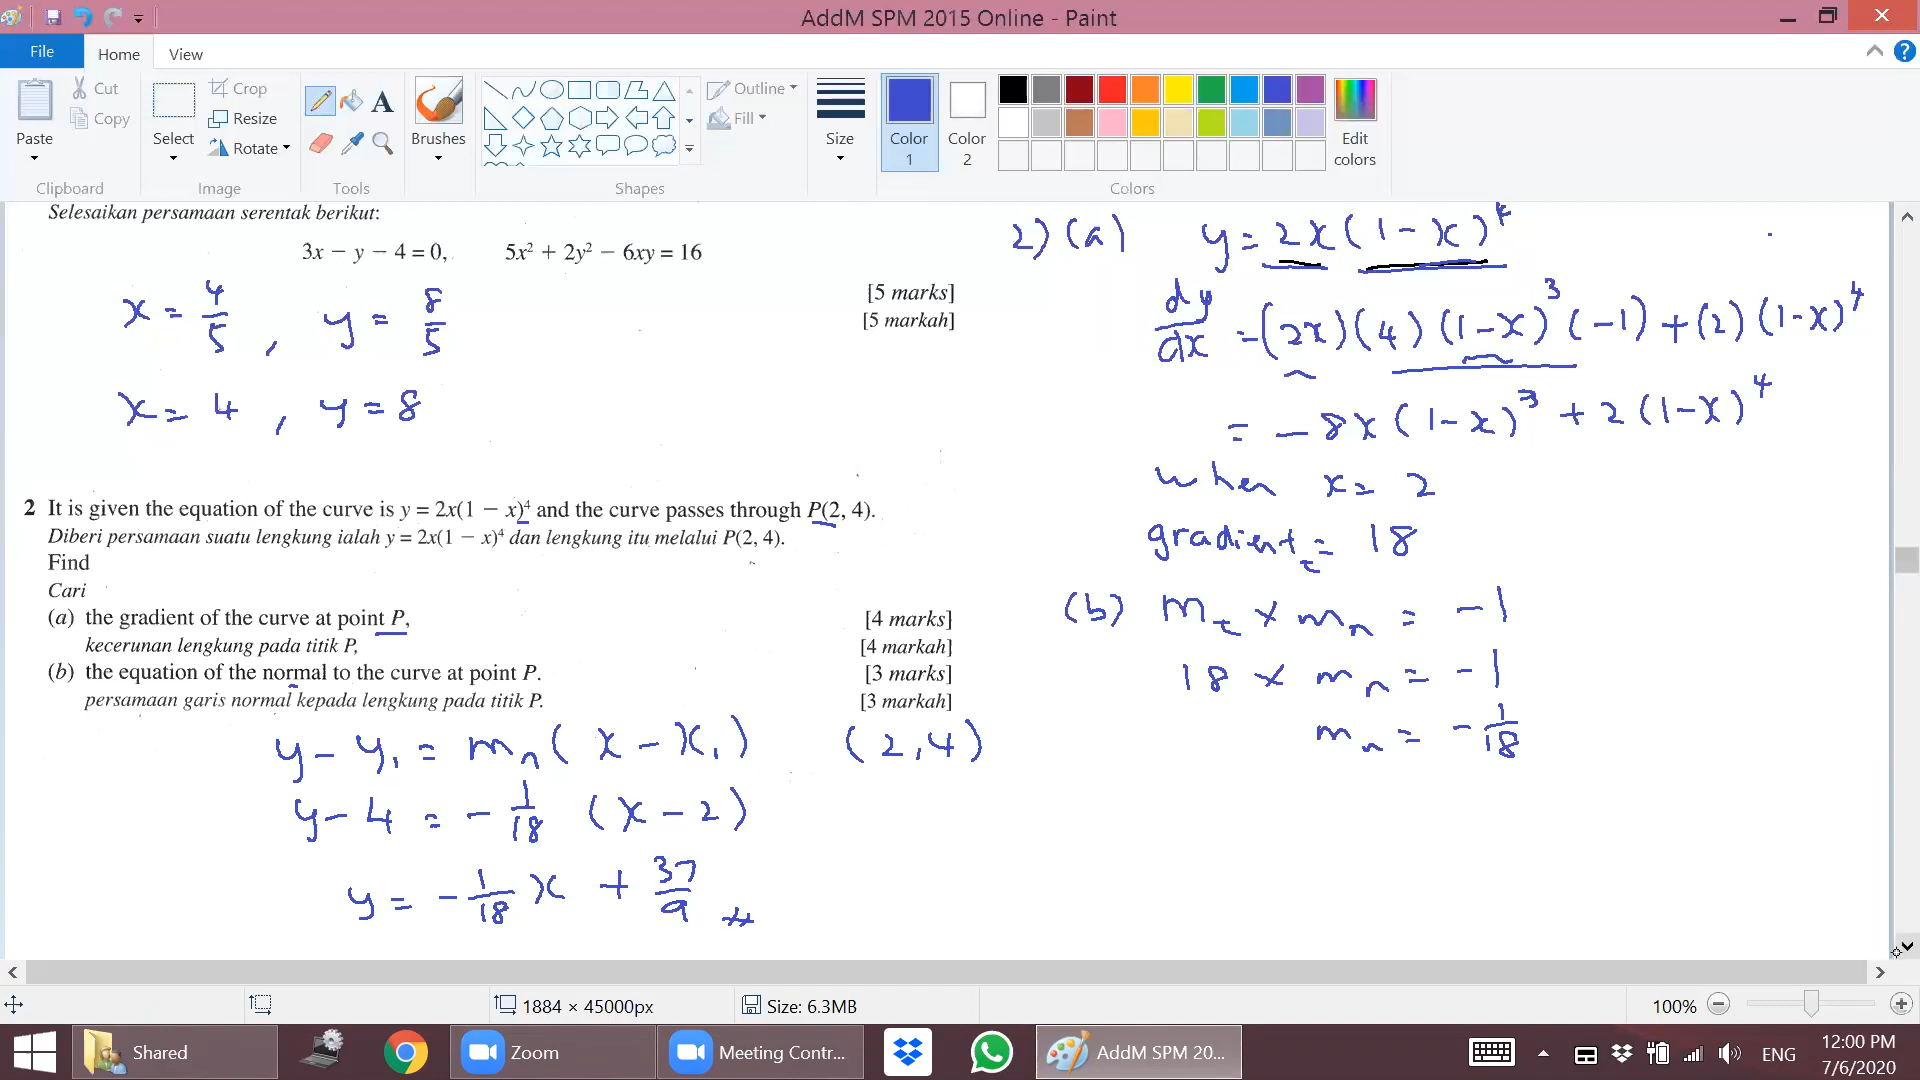 AddM SPM 2015 Online - Paint
File
Home
View
Cut
Copy
Paste
Crop
Resize
Rotate
Select
A
Brushes
Outline
Fill
Size
Color 1
Color 2
Edit colors
Clipboard
Image
Tools
Shapes
Colors
Selesaikan persamaan serentak berikut:
3x − y − 4 = 0, 5x² + 2y² − 6xy = 16
[5 marks]
[5 markah]
x = 4/5 , y = 8/5
x = 4 , y = 8
2 It is given the equation of the curve is y = 2x(1 − x)⁴ and the curve passes through P(2, 4).
Diberi persamaan suatu lengkung ialah y = 2x(1 − x)⁴ dan lengkung itu melalui P(2, 4).
Find
Cari
(a) the gradient of the curve at point P, [4 marks]
kecerunan lengkung pada titik P, [4 markah]
(b) the equation of the normal to the curve at point P. [3 marks]
persamaan garis normal kepada lengkung pada titik P. [3 markah]
y − y₁ = mₙ(x − x₁) (2,4)
y − 4 = −1/18 (x − 2)
y = −1/18 x + 37/9
2) (a) y = 2x(1−x)⁴
dy/dx = (2x)(4)(1−x)³(−1) + (2)(1−x)⁴
= −8x(1−x)³ + 2(1−x)⁴
when x = 2
gradient_t = 18
(b) m_t × mₙ = −1
18 × mₙ = −1
mₙ = −1/18
1884 × 45000px
Size: 6.3MB
100%
Shared
Zoom
Meeting Contr...
AddM SPM 20...
ENG
12:00 PM
7/6/2020